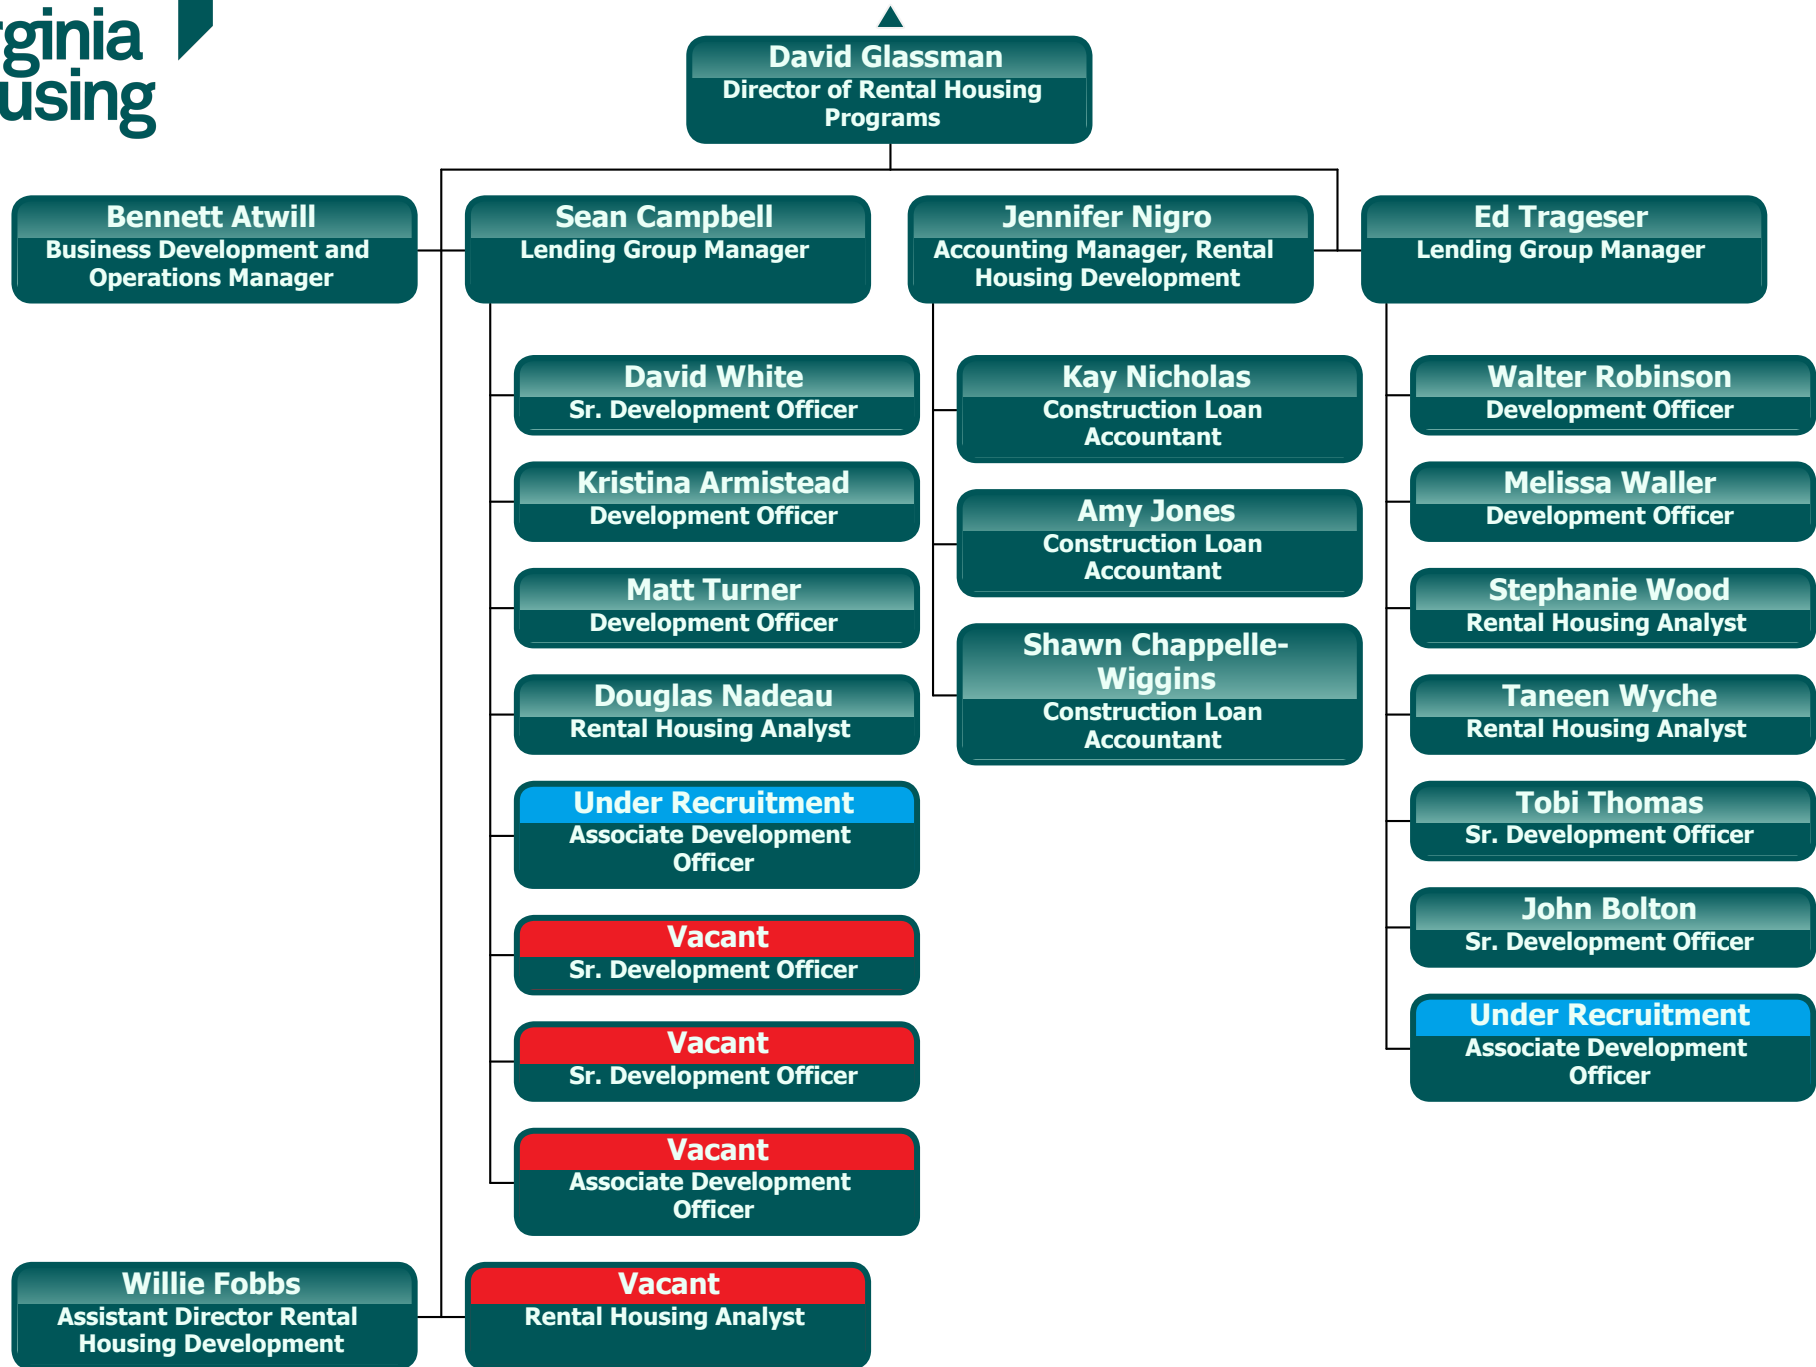 rginia
using
David Glassman
Director of Rental Housing
Programs
Bennett Atwill
Business Development and
Operations Manager
Sean Campbell
Lending Group Manager
Jennifer Nigro
Accounting Manager, Rental
Housing Development
Ed Trageser
Lending Group Manager
David White
Sr. Development Officer
Kristina Armistead
Development Officer
Matt Turner
Development Officer
Douglas Nadeau
Rental Housing Analyst
Under Recruitment
Associate Development
Officer
Vacant
Sr. Development Officer
Vacant
Sr. Development Officer
Vacant
Associate Development
Officer
Kay Nicholas
Construction Loan
Accountant
Amy Jones
Construction Loan
Accountant
Shawn Chappelle-
Wiggins
Construction Loan
Accountant
Walter Robinson
Development Officer
Melissa Waller
Development Officer
Stephanie Wood
Rental Housing Analyst
Taneen Wyche
Rental Housing Analyst
Tobi Thomas
Sr. Development Officer
John Bolton
Sr. Development Officer
Under Recruitment
Associate Development
Officer
Willie Fobbs
Assistant Director Rental
Housing Development
Vacant
Rental Housing Analyst